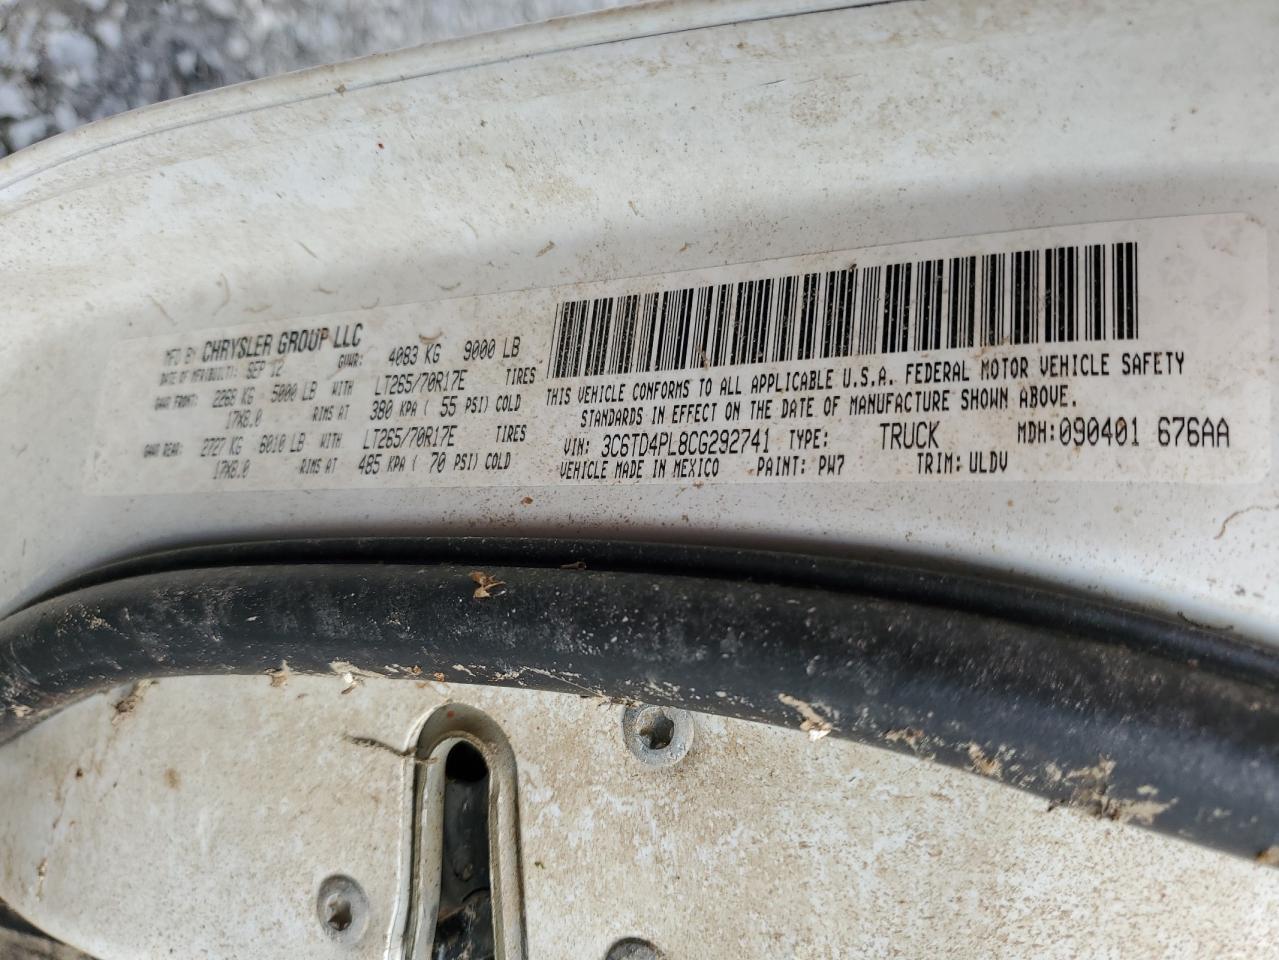 MFD BY CHRYSLER GROUP LLC
DATE OF MFR(BUILT): SEP 12 GVWR: 4083 KG 9000 LB
GAWR FRONT: 2268 KG 5000 LB WITH LT265/70R17E TIRES
17X8.0 RIMS AT 380 KPA ( 55 PSI) COLD
GAWR REAR: 2727 KG 6010 LB WITH LT265/70R17E TIRES
17X8.0 RIMS AT 485 KPA ( 70 PSI) COLD
THIS VEHICLE CONFORMS TO ALL APPLICABLE U.S.A. FEDERAL MOTOR VEHICLE SAFETY
STANDARDS IN EFFECT ON THE DATE OF MANUFACTURE SHOWN ABOVE.
VIN: 3C6TD4PL8CG292741 TYPE: TRUCK MDH: 090401 676AA
VEHICLE MADE IN MEXICO PAINT: PW7 TRIM: ULDV